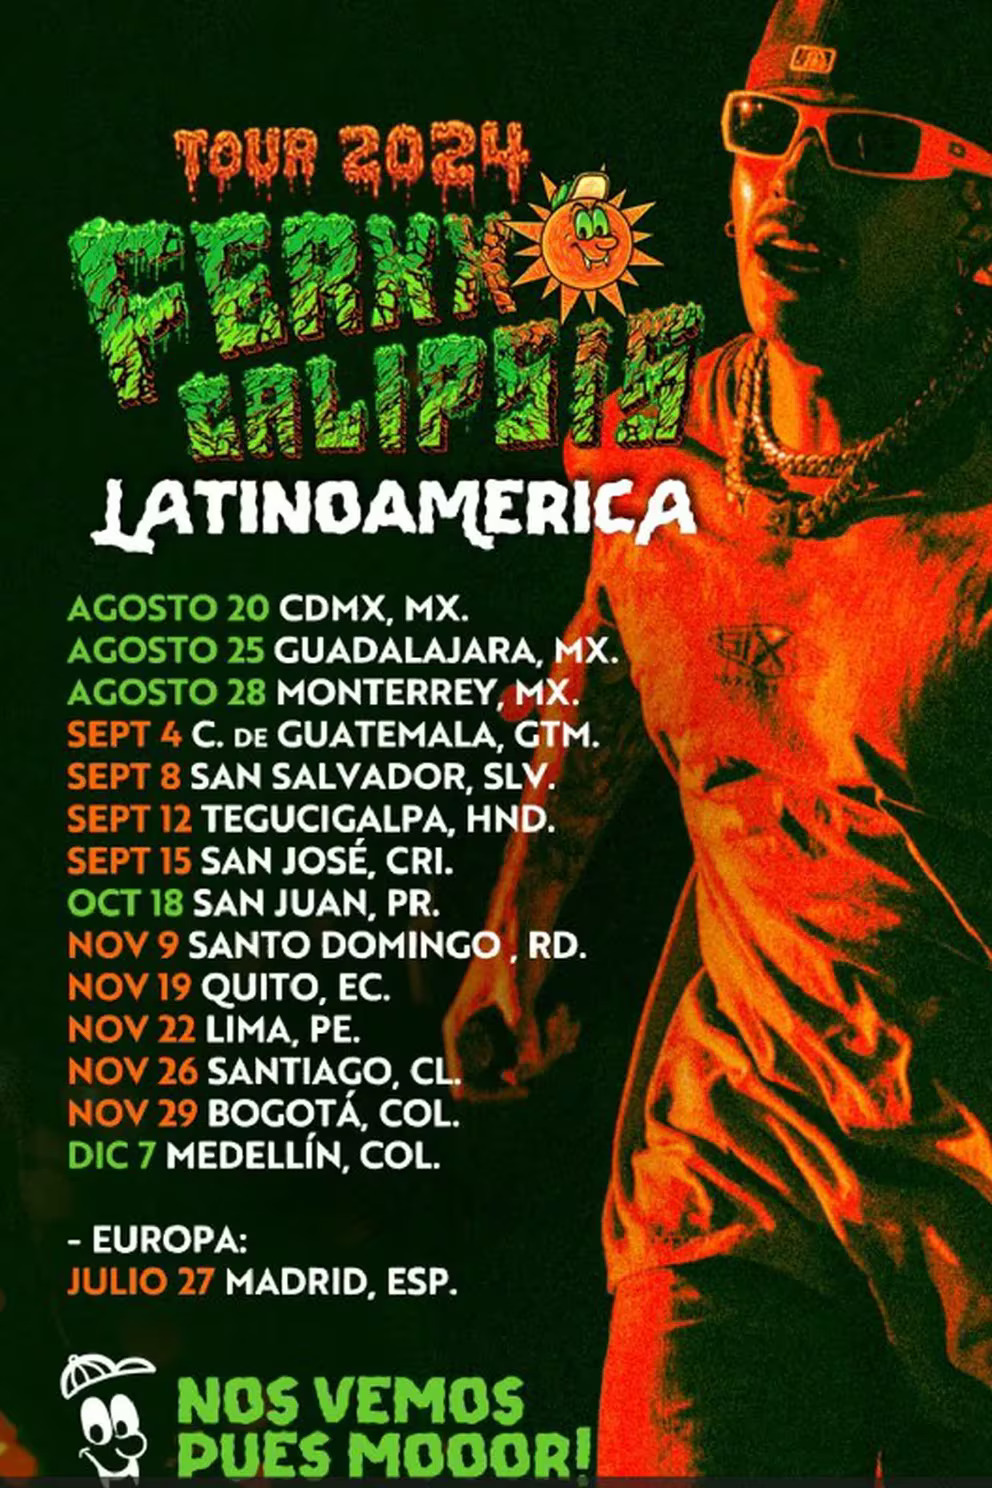 TOUR 2024
FERXXO
CALIPSIS
LATINOAMERICA
AGOSTO 20 CDMX, MX.
AGOSTO 25 GUADALAJARA, MX.
AGOSTO 28 MONTERREY, MX.
SEPT 4 C. DE GUATEMALA, GTM.
SEPT 8 SAN SALVADOR, SLV.
SEPT 12 TEGUCIGALPA, HND.
SEPT 15 SAN JOSÉ, CRI.
OCT 18 SAN JUAN, PR.
NOV 9 SANTO DOMINGO , RD.
NOV 19 QUITO, EC.
NOV 22 LIMA, PE.
NOV 26 SANTIAGO, CL.
NOV 29 BOGOTÁ, COL.
DIC 7 MEDELLÍN, COL.
- EUROPA:
JULIO 27 MADRID, ESP.
NOS VEMOS
PUES MOOOR!